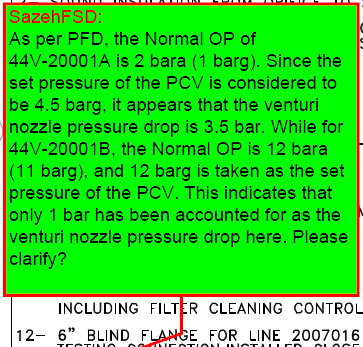 SazehFSD:
As per PFD, the Normal OP of
44V-20001A is 2 bara (1 barg). Since the
set pressure of the PCV is considered to
be 4.5 barg, it appears that the venturi
nozzle pressure drop is 3.5 bar. While for
44V-20001B, the Normal OP is 12 bara
(11 barg), and 12 barg is taken as the set
pressure of the PCV. This indicates that
only 1 bar has been accounted for as the
venturi nozzle pressure drop here. Please
clarify?
INCLUDING FILTER CLEANING CONTROL
12- 6" BLIND FLANGE FOR LINE 2007016